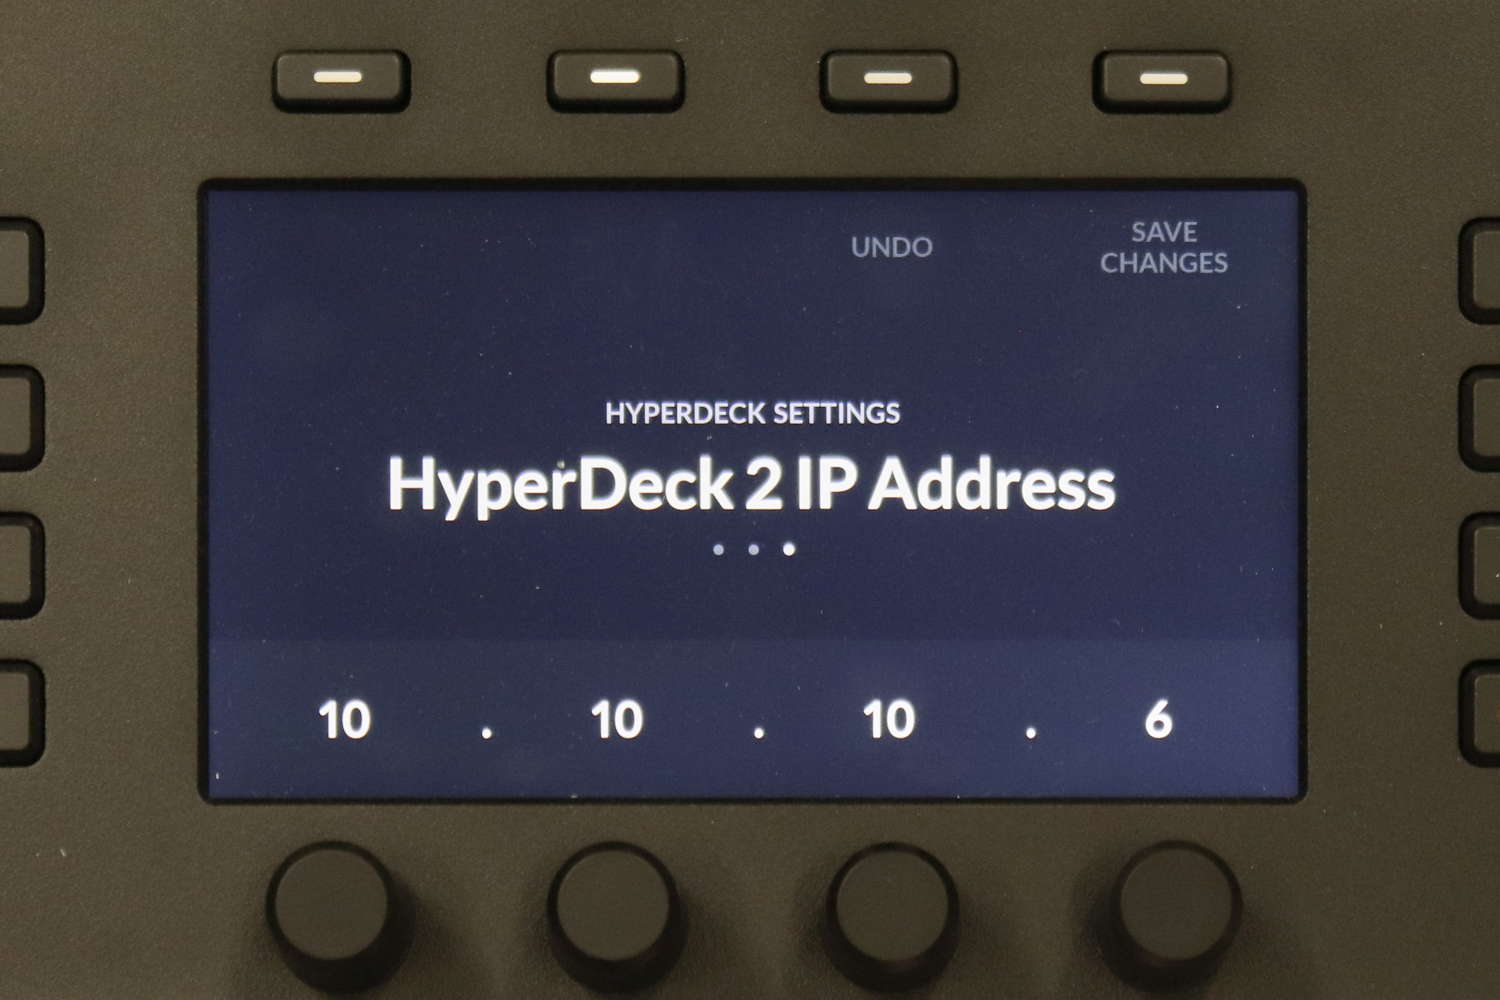 UNDO
SAVE
CHANGES
HYPERDECK SETTINGS
HyperDeck 2 IP Address
10 . 10 . 10 . 6